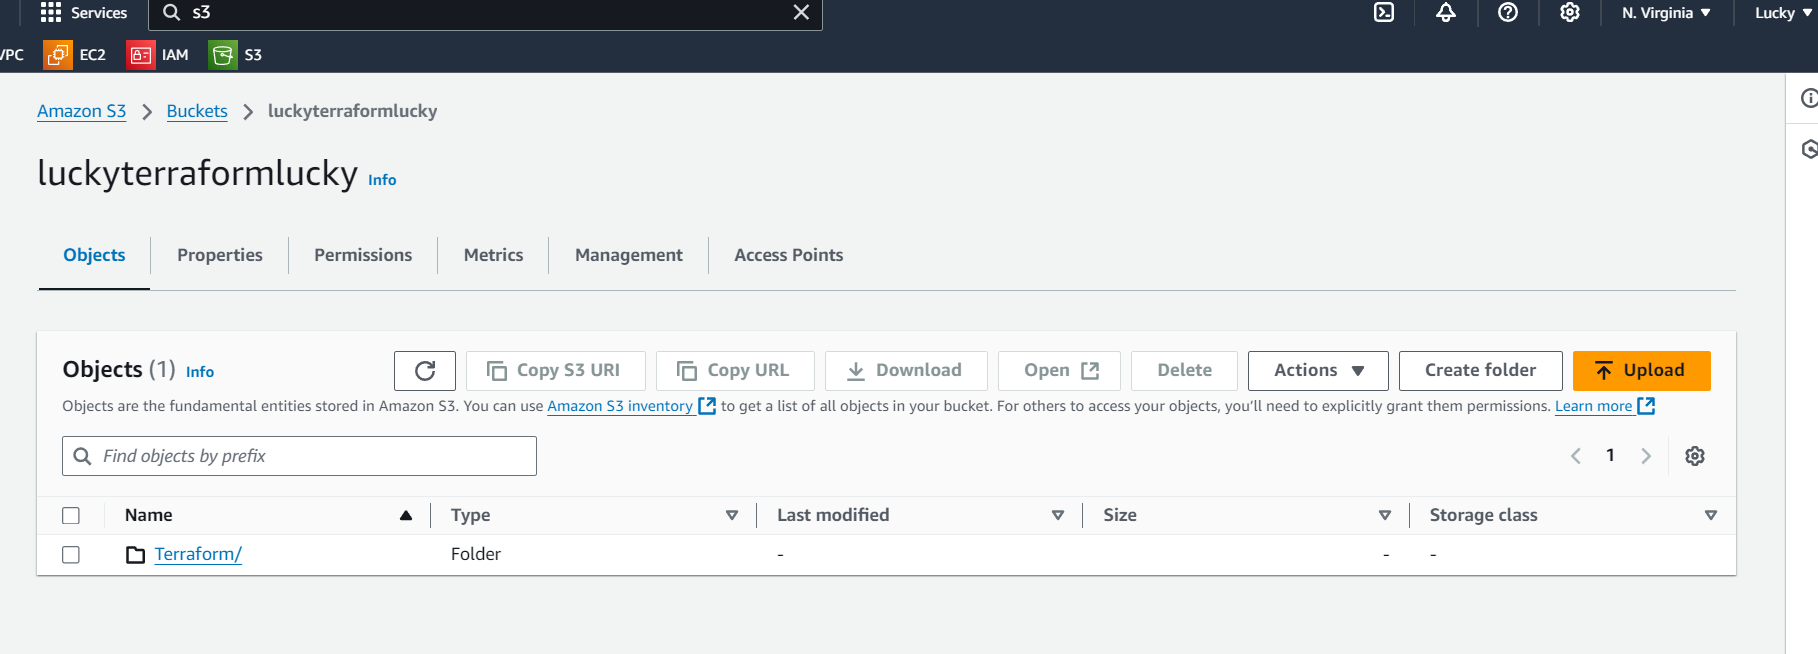 Services s3 N. Virginia Lucky
VPC EC2 IAM S3
Amazon S3 Buckets luckyterraformlucky
luckyterraformlucky Info
Objects Properties Permissions Metrics Management Access Points
Objects (1) Info Copy S3 URI Copy URL Download Open Delete Actions Create folder Upload
Objects are the fundamental entities stored in Amazon S3. You can use Amazon S3 inventory to get a list of all objects in your bucket. For others to access your objects, you'll need to explicitly grant them permissions. Learn more
Find objects by prefix 1
Name Type Last modified Size Storage class
Terraform/ Folder - - -